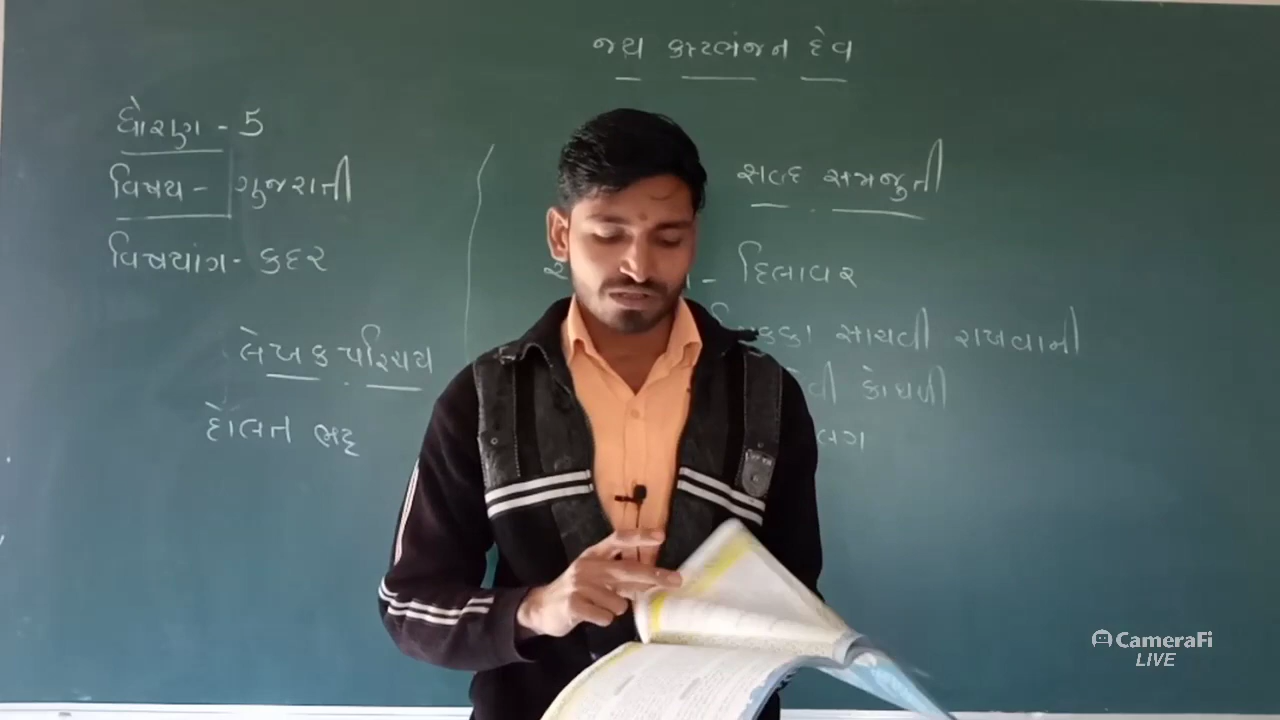 જય કષ્ટભંજન દેવ
ધોરણ - 5
વિષય - ગુજરાતી
વિષયાંગ - કદર
લેખક પરિચય
દોલત ભટ્ટ
સબ્દ સમજુતી
- દિલાવર
સાચવી રાખવાની
કોથળી
CameraFi
LIVE